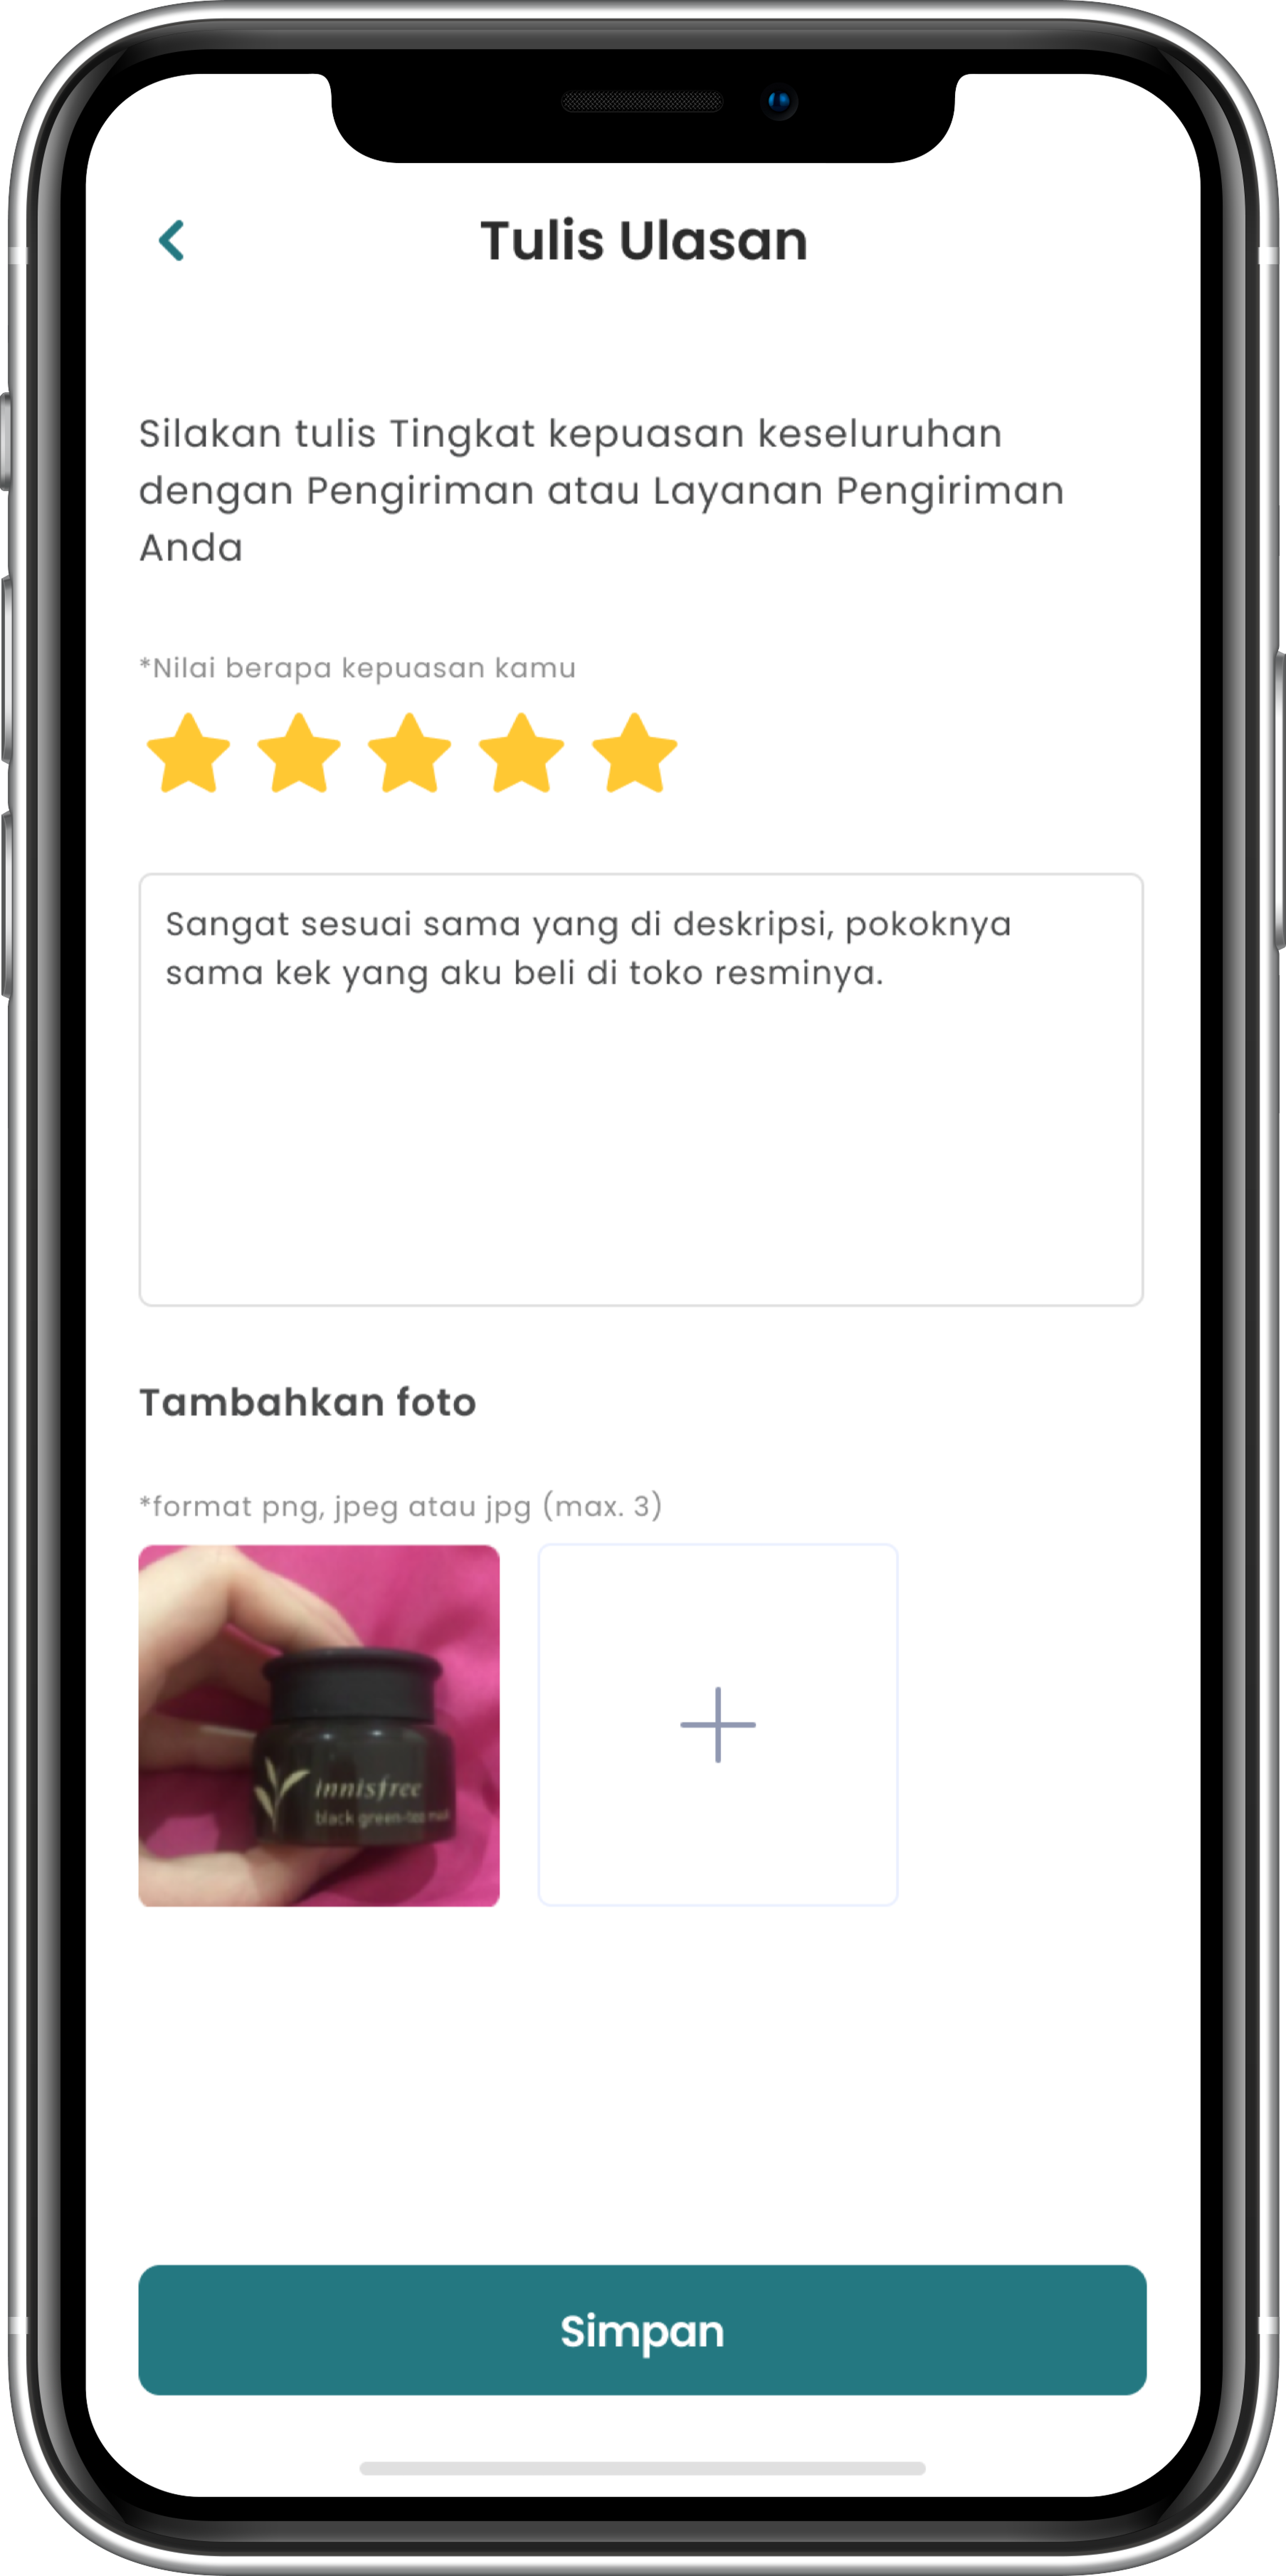 Tulis Ulasan
Silakan tulis Tingkat kepuasan keseluruhan
dengan Pengiriman atau Layanan Pengiriman
Anda
*Nilai berapa kepuasan kamu
Sangat sesuai sama yang di deskripsi, pokoknya
sama kek yang aku beli di toko resminya.
Tambahkan foto
*format png, jpeg atau jpg (max. 3)
innisfree
black green-tea mask
Simpan